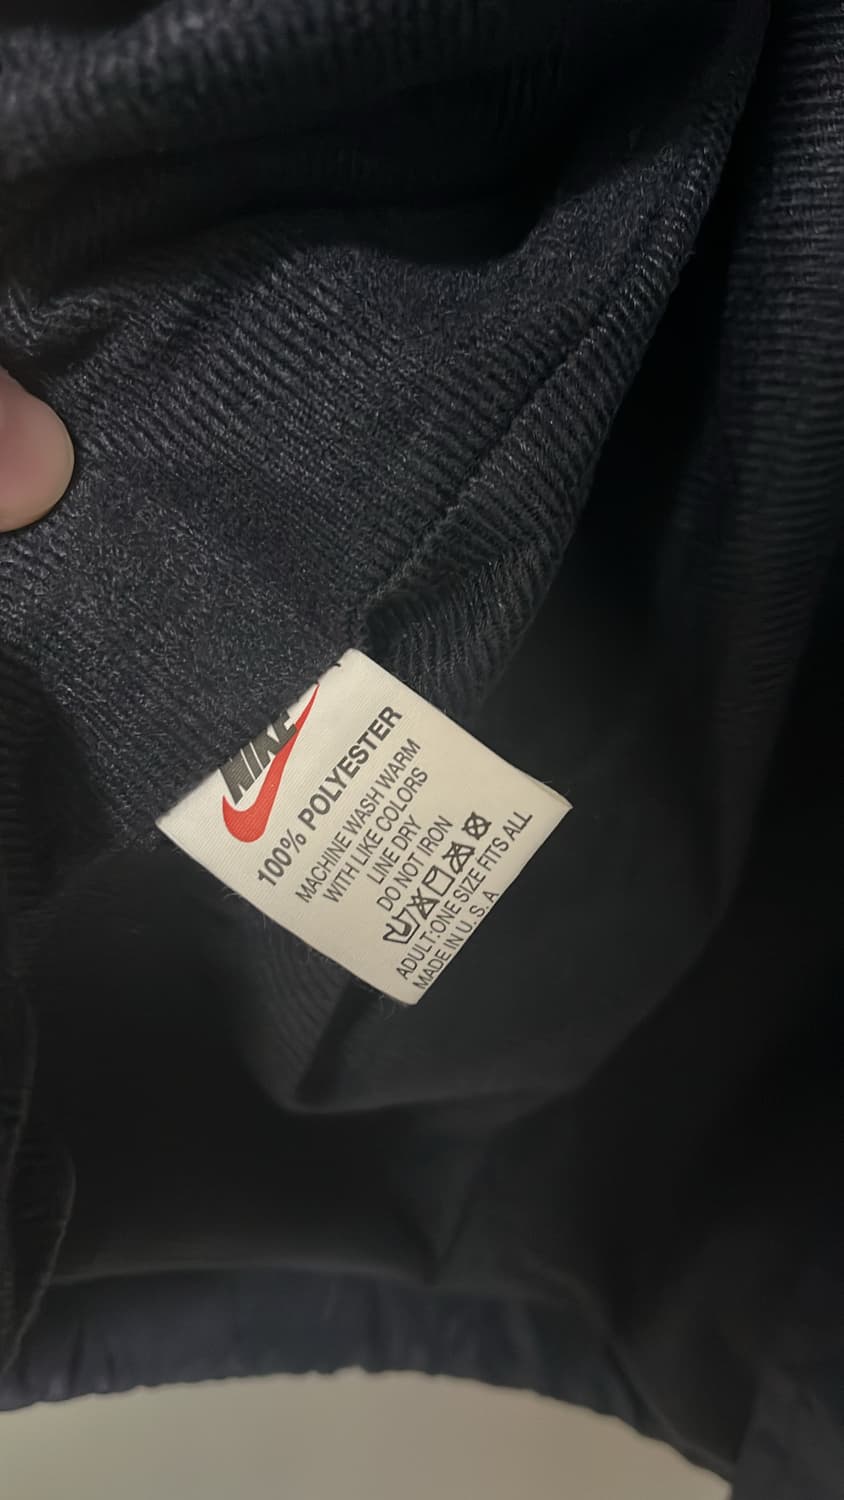 NIKE
100% POLYESTER
MACHINE WASH WARM
WITH LIKE COLORS
LINE DRY
DO NOT IRON
ADULT:ONE SIZE FITS ALL
MADE IN U.S.A